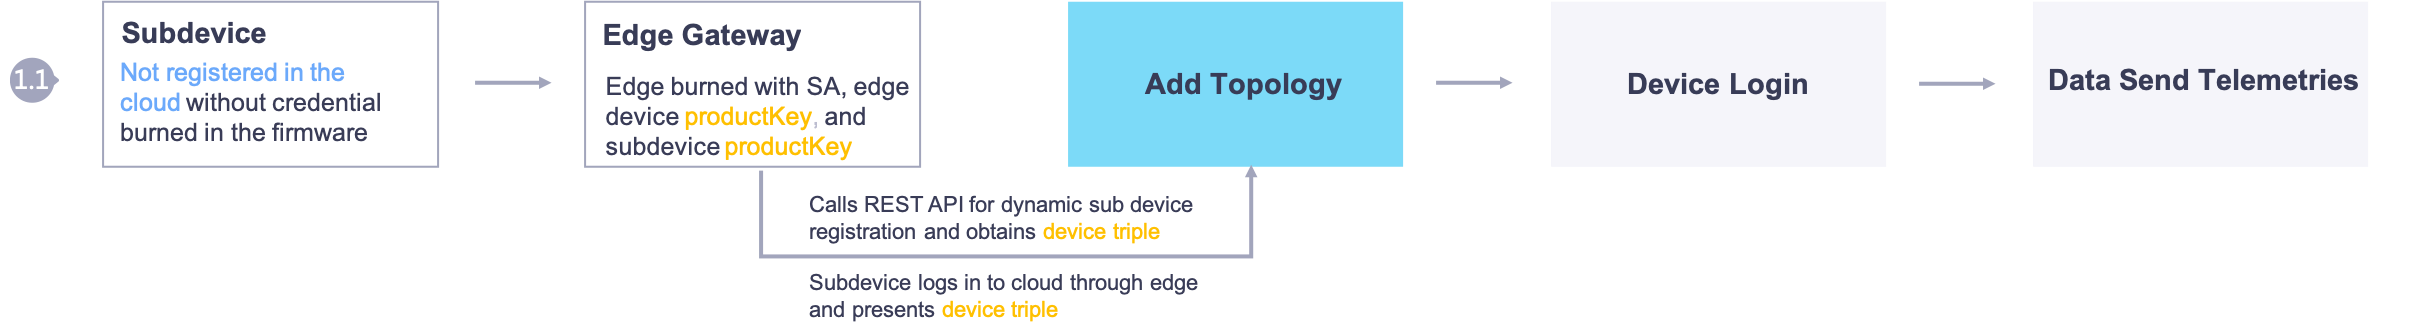 1.1
Subdevice
Not registered in the
cloud without credential
burned in the firmware
Edge Gateway
Edge burned with SA, edge
device productKey, and
subdevice productKey
Calls REST API for dynamic sub device
registration and obtains device triple
Subdevice logs in to cloud through edge
and presents device triple
Add Topology
Device Login
Data Send Telemetries